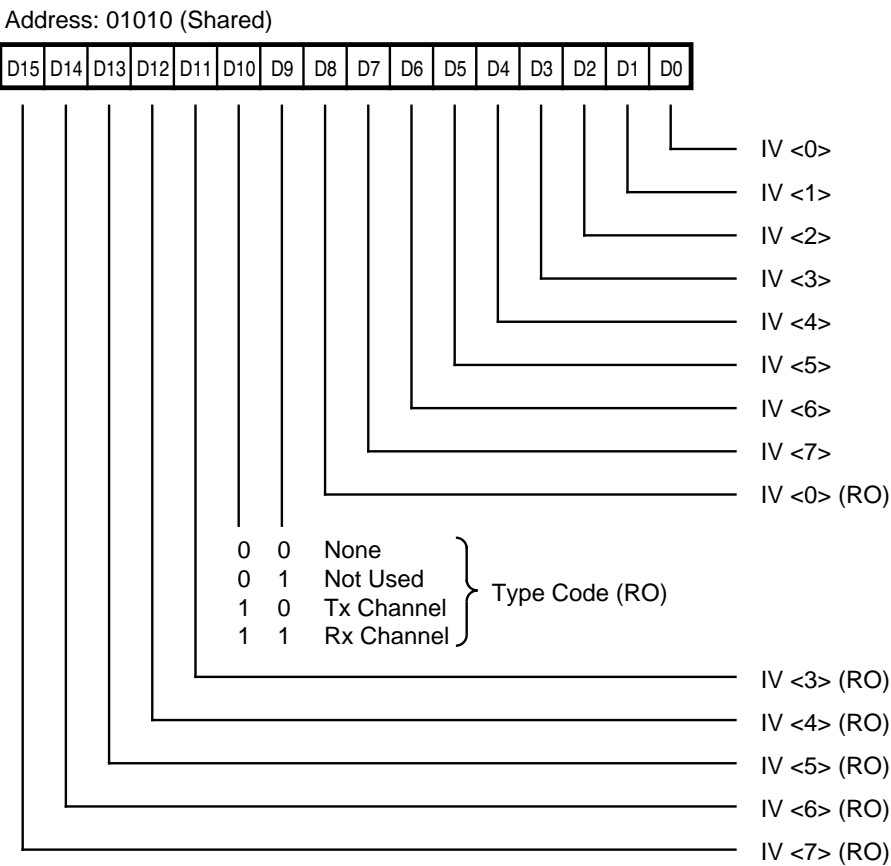 Address: 01010 (Shared)
D15 D14 D13 D12 D11 D10 D9 D8 D7 D6 D5 D4 D3 D2 D1 D0
IV <0>
IV <1>
IV <2>
IV <3>
IV <4>
IV <5>
IV <6>
IV <7>
IV <0> (RO)
0 0 None
0 1 Not Used
1 0 Tx Channel
1 1 Rx Channel
Type Code (RO)
IV <3> (RO)
IV <4> (RO)
IV <5> (RO)
IV <6> (RO)
IV <7> (RO)